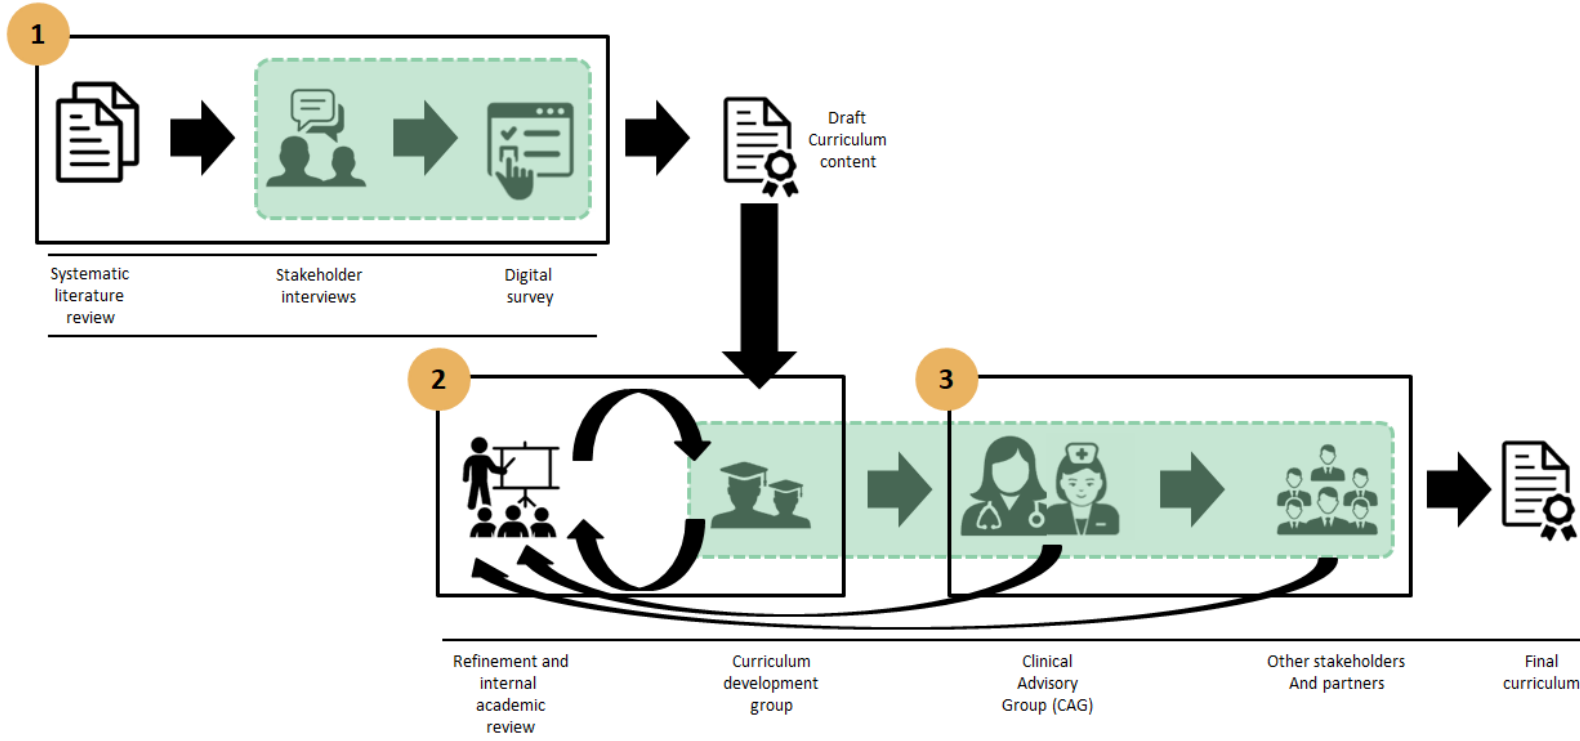 1
Draft
Curriculum
content
Systematic
literature
review
Stakeholder
interviews
Digital
survey
2
3
Refinement and
internal
academic
review
Curriculum
development
group
Clinical
Advisory
Group (CAG)
Other stakeholders
And partners
Final
curriculum